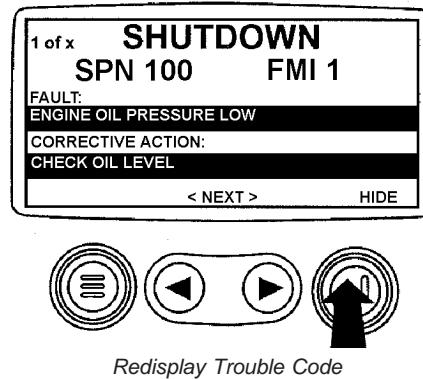 1 of x SHUTDOWN
SPN 100 FMI 1
FAULT:
ENGINE OIL PRESSURE LOW
CORRECTIVE ACTION:
CHECK OIL LEVEL
< NEXT > HIDE
Redisplay Trouble Code